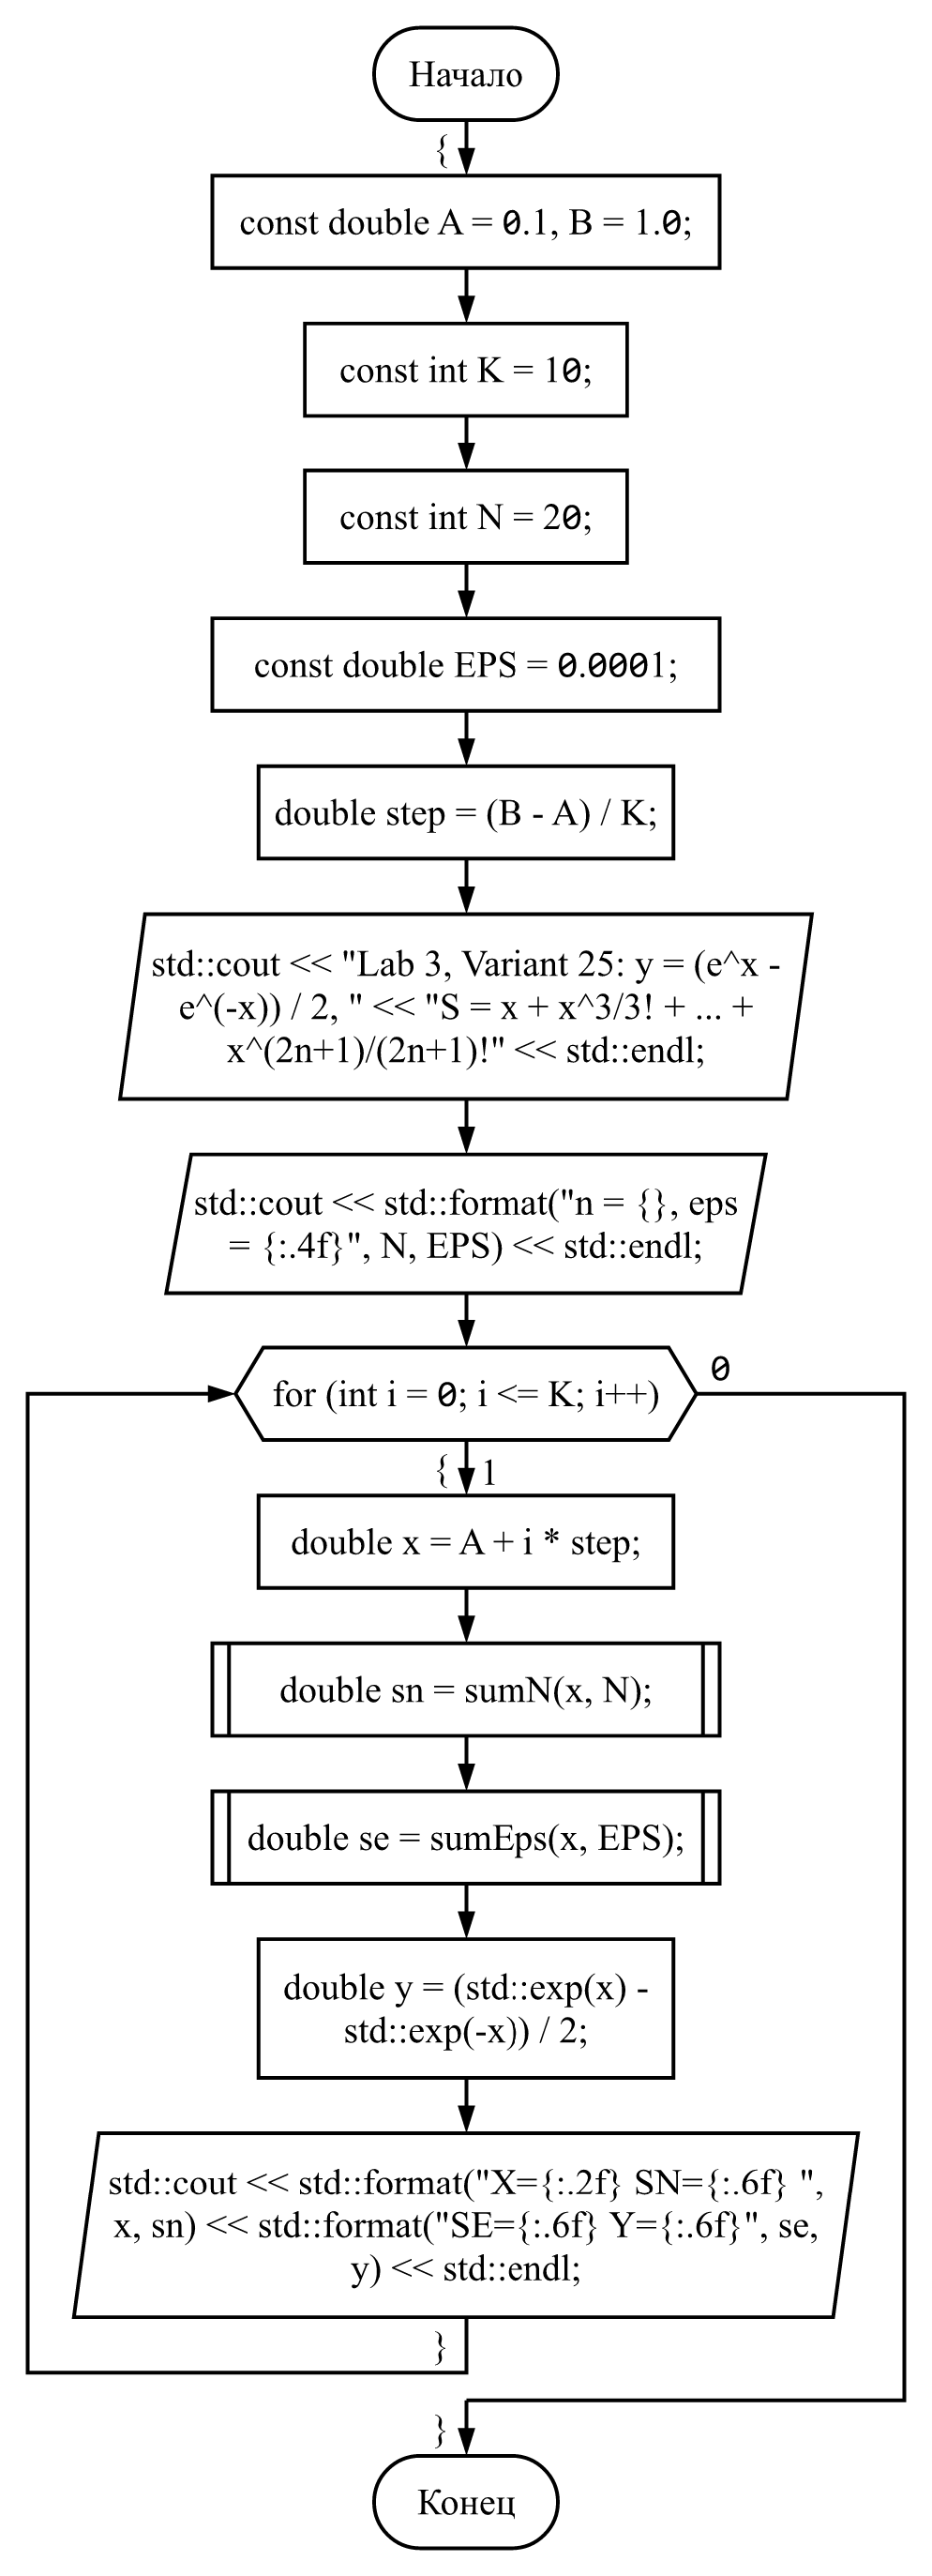 Начало
{
const double A = 0.1, B = 1.0;
const int K = 10;
const int N = 20;
const double EPS = 0.0001;
double step = (B - A) / K;
std::cout << "Lab 3, Variant 25: y = (e^x -
e^(-x)) / 2, " << "S = x + x^3/3! + ... +
x^(2n+1)/(2n+1)!" << std::endl;
std::cout << std::format("n = {}, eps
= {:.4f}", N, EPS) << std::endl;
0
for (int i = 0; i <= K; i++)
{ 1
double x = A + i * step;
double sn = sumN(x, N);
double se = sumEps(x, EPS);
double y = (std::exp(x) -
std::exp(-x)) / 2;
std::cout << std::format("X={:.2f} SN={:.6f} ",
x, sn) << std::format("SE={:.6f} Y={:.6f}", se,
y) << std::endl;
}
}
Конец